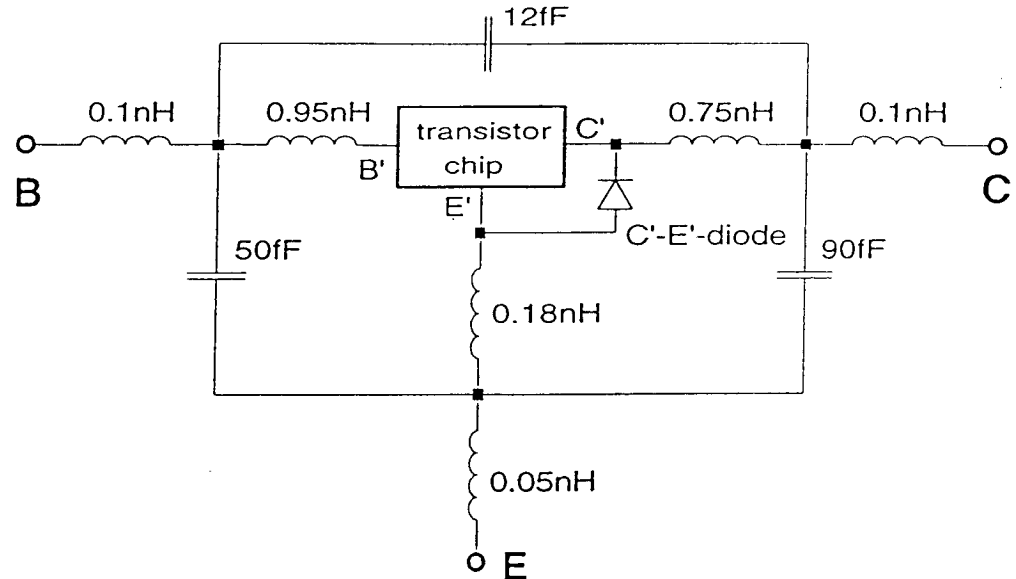 12fF
0.1nH
0.95nH
transistor
chip
C'
0.75nH
0.1nH
B'
B
C
E'
C'-E'-diode
50fF
90fF
0.18nH
0.05nH
E